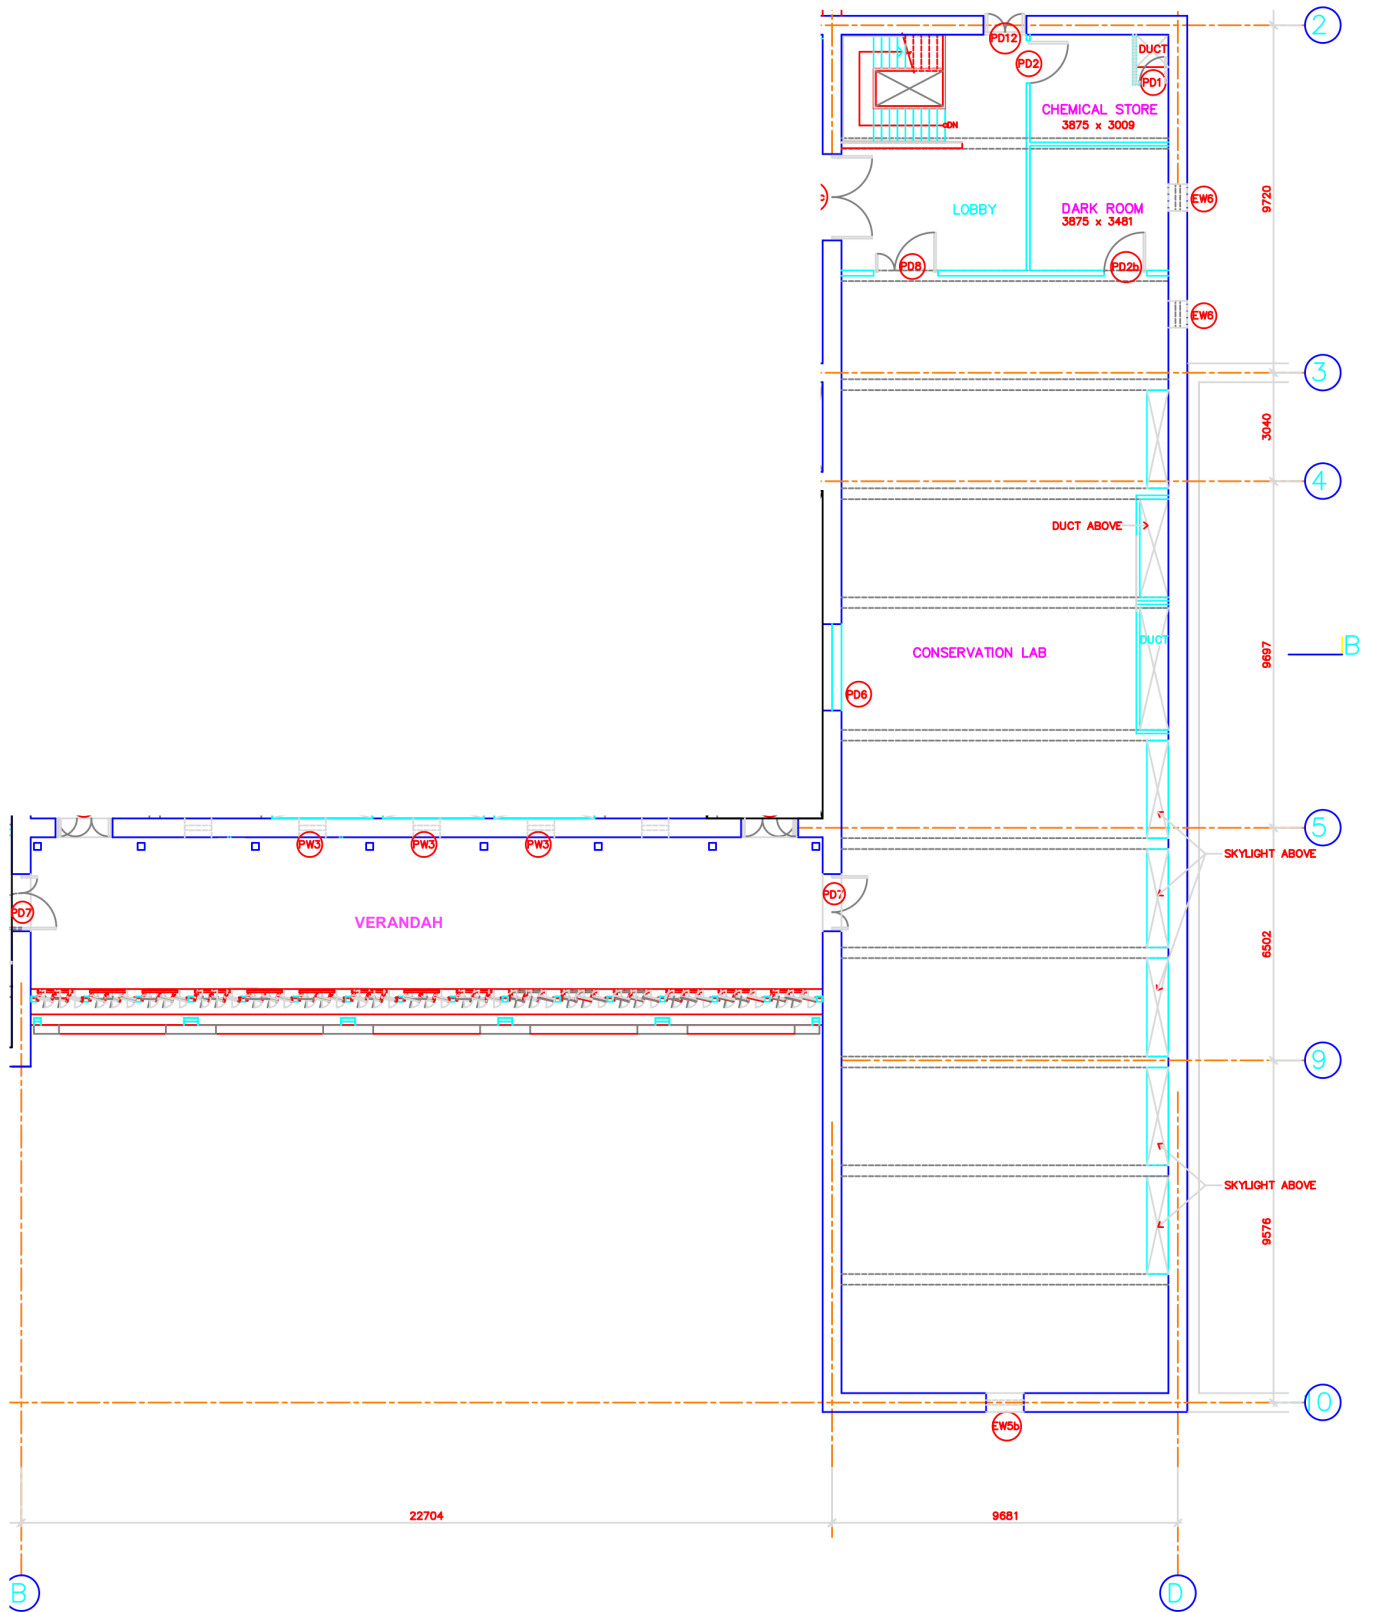 2
PD12
PD2
DUCT
PD1
CHEMICAL STORE
3875 x 3009
DN
9720
EW6
LOBBY
DARK ROOM
3875 x 3481
PD8
PD2b
EW6
3
3040
4
DUCT ABOVE
DUCT
B
CONSERVATION LAB
9697
PD6
5
PW3
PW3
PW3
SKYLIGHT ABOVE
PD7
PD7
VERANDAH
6502
9
SKYLIGHT ABOVE
9576
10
EW5b
22704
9681
B
D